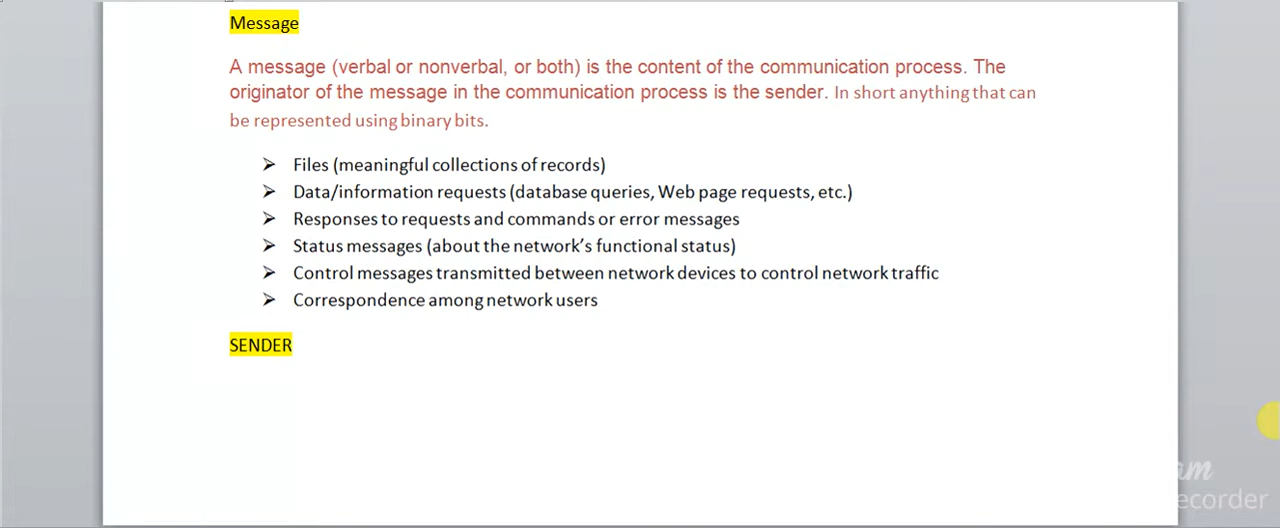 Message
A message (verbal or nonverbal, or both) is the content of the communication process. The
originator of the message in the communication process is the sender. In short anything that can
be represented using binary bits.
➢ Files (meaningful collections of records)
➢ Data/information requests (database queries, Web page requests, etc.)
➢ Responses to requests and commands or error messages
➢ Status messages (about the network's functional status)
➢ Control messages transmitted between network devices to control network traffic
➢ Correspondence among network users
SENDER
am
ecorder